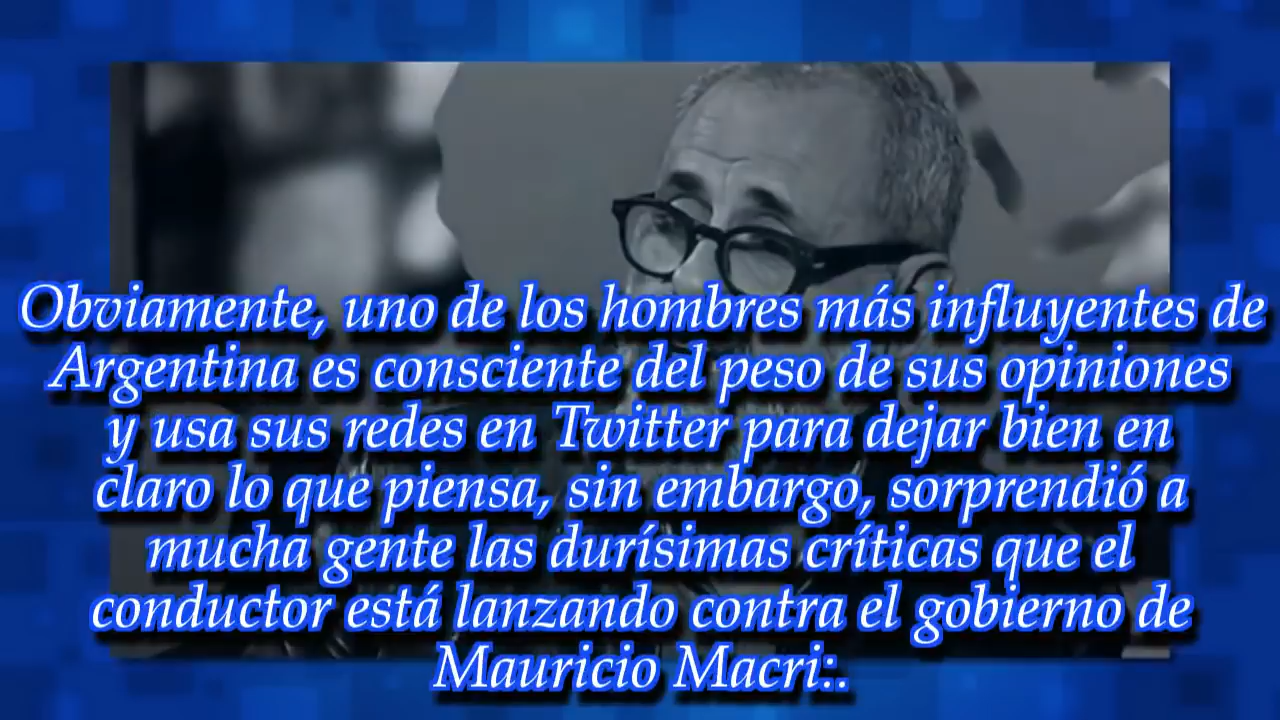 Obviamente, uno de los hombres más influyentes de
Argentina es consciente del peso de sus opiniones
y usa sus redes en Twitter para dejar bien en
claro lo que piensa, sin embargo, sorprendió a
mucha gente las durísimas críticas que el
conductor está lanzando contra el gobierno de
Mauricio Macri:.